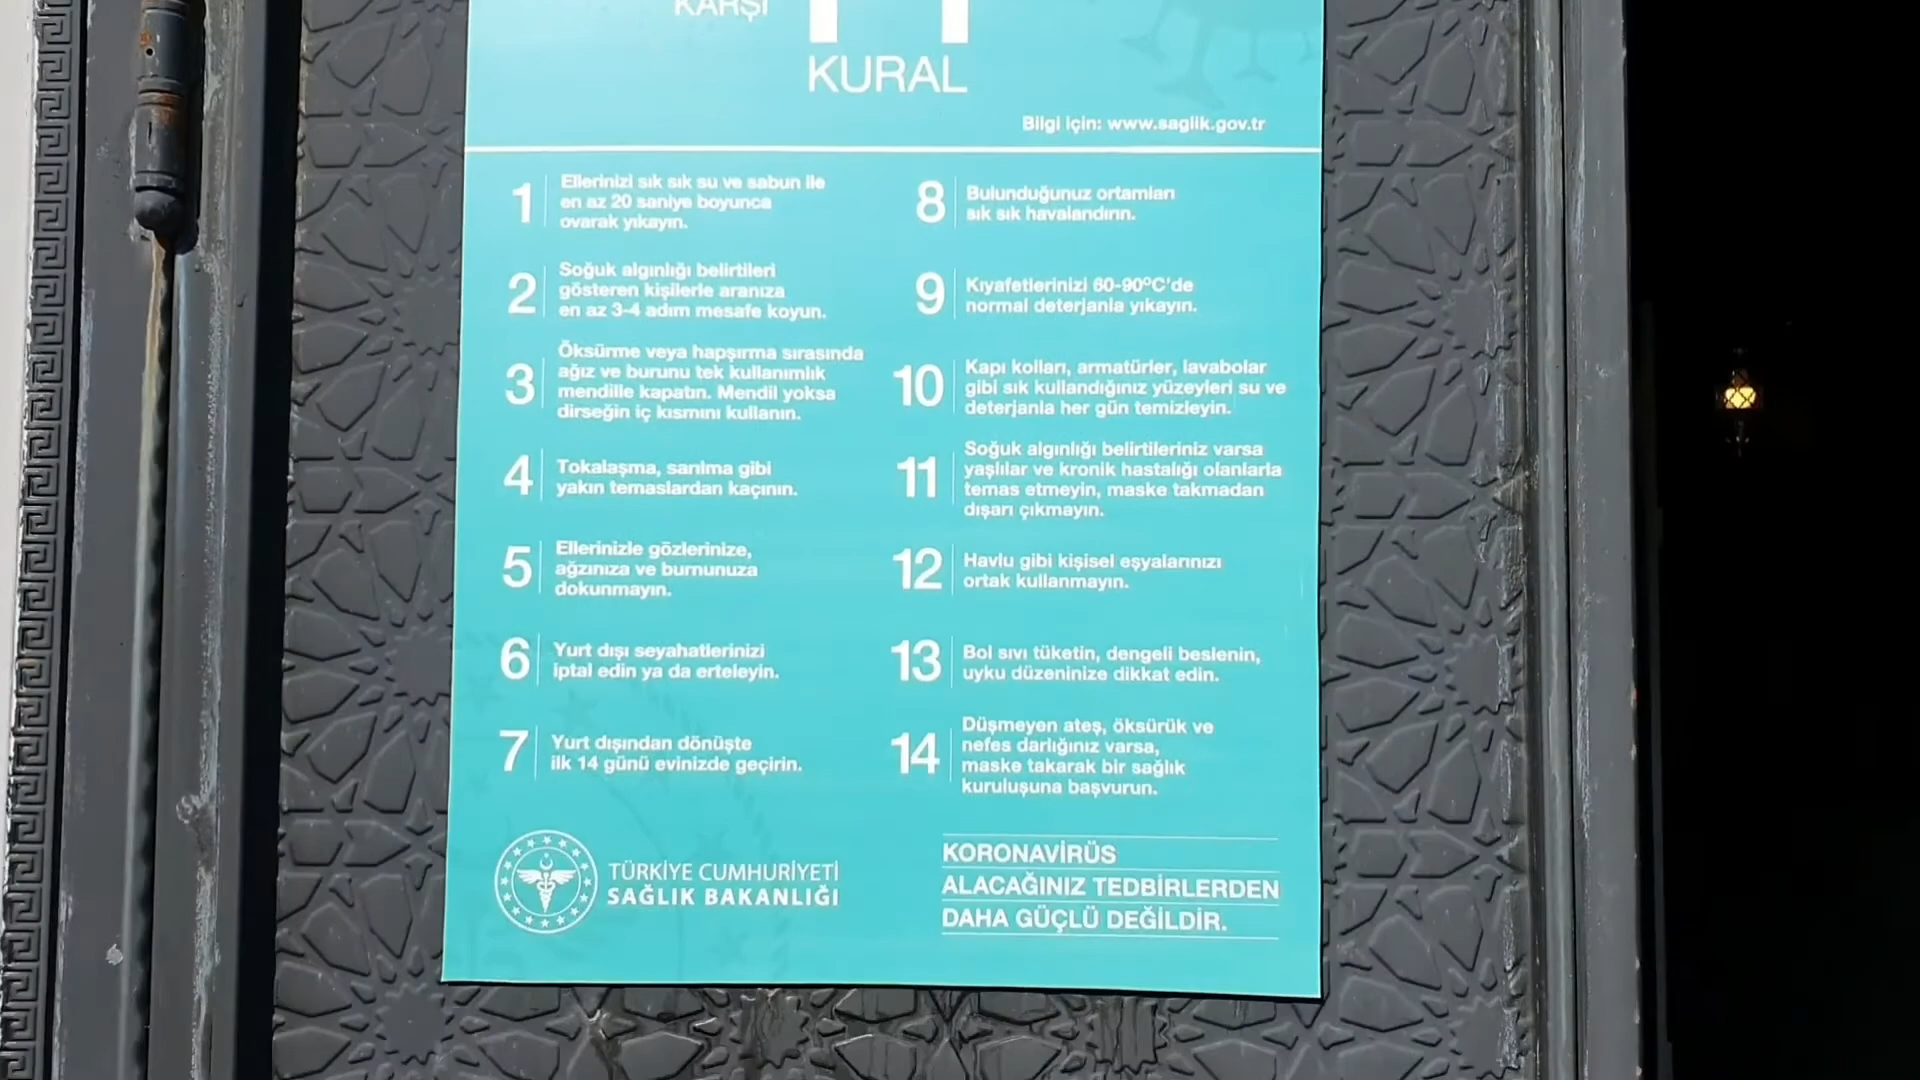 KARŞI
KURAL
Bilgi için: www.saglik.gov.tr
1
Ellerinizi sık sık su ve sabun ile
en az 20 saniye boyunca
ovarak yıkayın.
2
Soğuk algınlığı belirtileri
gösteren kişilerle aranıza
en az 3-4 adım mesafe koyun.
3
Öksürme veya hapşırma sırasında
ağız ve burunu tek kullanımlık
mendille kapatın. Mendil yoksa
dirseğin iç kısmını kullanın.
4
Tokalaşma, sarılma gibi
yakın temaslardan kaçının.
5
Ellerinizle gözlerinize,
ağzınıza ve burnunuza
dokunmayın.
6
Yurt dışı seyahatlerinizi
iptal edin ya da erteleyin.
7
Yurt dışından dönüşte
ilk 14 günü evinizde geçirin.
8
Bulunduğunuz ortamları
sık sık havalandırın.
9
Kıyafetlerinizi 60-90°C'de
normal deterjanla yıkayın.
10
Kapı kolları, armatürler, lavabolar
gibi sık kullandığınız yüzeyleri su ve
deterjanla her gün temizleyin.
11
Soğuk algınlığı belirtileriniz varsa
yaşlılar ve kronik hastalığı olanlarla
temas etmeyin, maske takmadan
dışarı çıkmayın.
12
Havlu gibi kişisel eşyalarınızı
ortak kullanmayın.
13
Bol sıvı tüketin, dengeli beslenin,
uyku düzeninize dikkat edin.
14
Düşmeyen ateş, öksürük ve
nefes darlığınız varsa,
maske takarak bir sağlık
kuruluşuna başvurun.
TÜRKİYE CUMHURİYETİ
SAĞLIK BAKANLIĞI
KORONAVİRÜS
ALACAĞINIZ TEDBİRLERDEN
DAHA GÜÇLÜ DEĞİLDİR.